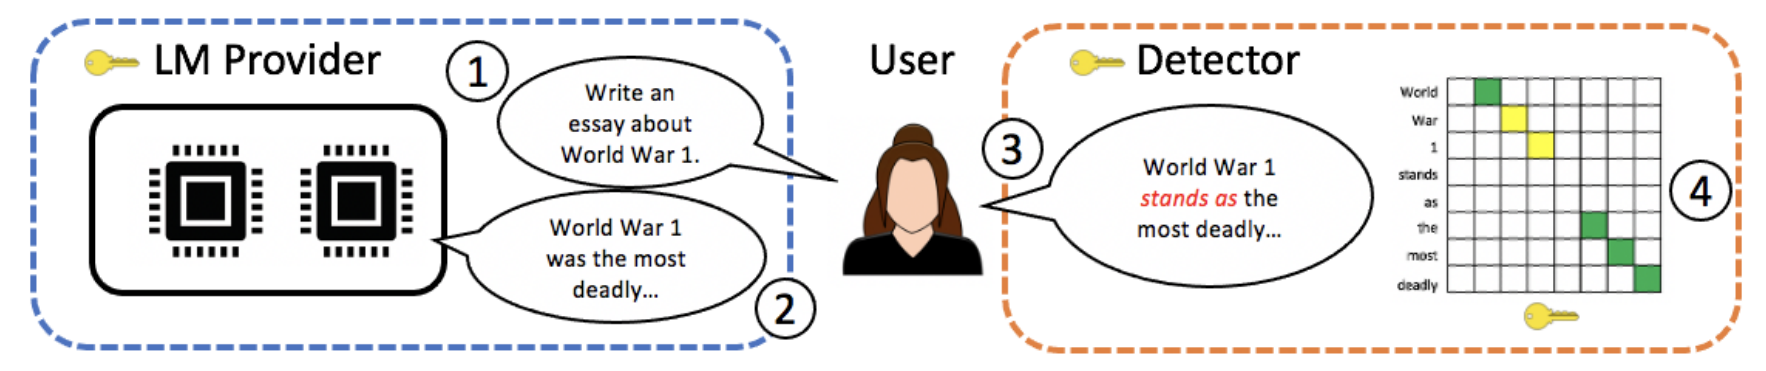 LM Provider
1
Write an
essay about
World War 1.
World War 1
was the most
deadly...
2
User
Detector
3
World War 1
stands as the
most deadly...
World
War
1
stands
as
the
most
deadly
4